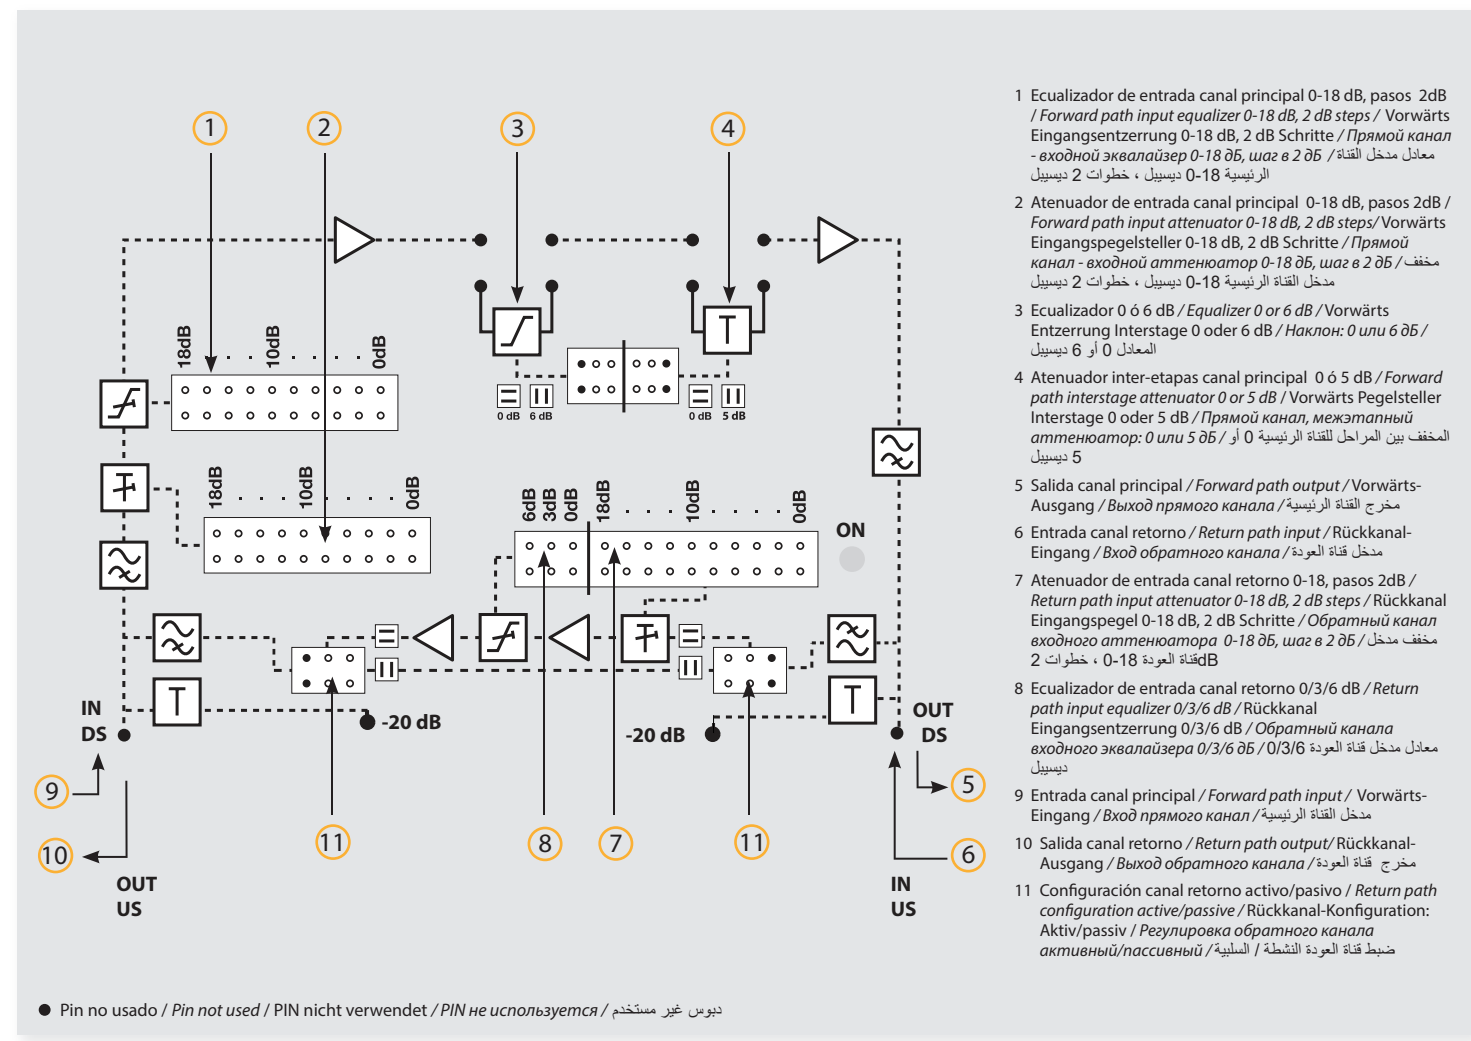 1
2
3
4
18dB . . . 10dB . . . . 0dB
0 dB
6 dB
0 dB
5 dB
18dB . . . 10dB . . . . 0dB
6dB
3dB
0dB
18dB . . . 10dB . . . . 0dB
ON
T
T
T
-20 dB
-20 dB
IN
DS
OUT
DS
9
5
10
11
8
7
11
6
OUT
US
IN
US
1 Ecualizador de entrada canal principal 0-18 dB, pasos 2dB
/ Forward path input equalizer 0-18 dB, 2 dB steps / Vorwärts
Eingangsentzerrung 0-18 dB, 2 dB Schritte / Прямой канал
- входной эквалайзер 0-18 дБ, шаг в 2 дБ / معادل مدخل القناة
الرئيسية 18-0 ديسيبل ، خطوات 2 ديسيبل
2 Atenuador de entrada canal principal 0-18 dB, pasos 2dB /
Forward path input attenuator 0-18 dB, 2 dB steps/ Vorwärts
Eingangspegelsteller 0-18 dB, 2 dB Schritte / Прямой
канал - входной аттенюатор 0-18 дБ, шаг в 2 дБ / مخفف
مدخل القناة الرئيسية 18-0 ديسيبل ، خطوات 2 ديسيبل
3 Ecualizador 0 ó 6 dB / Equalizer 0 or 6 dB / Vorwärts
Entzerrung Interstage 0 oder 6 dB / Наклон: 0 или 6 дБ /
المعادل 0 أو 6 ديسيبل
4 Atenuador inter-etapas canal principal 0 ó 5 dB / Forward
path interstage attenuator 0 or 5 dB / Vorwärts Pegelsteller
Interstage 0 oder 5 dB / Прямой канал, межэтапный
аттенюатор: 0 или 5 дБ / المخفف بين المراحل للقناة الرئيسية 0 أو
5 ديسيبل
5 Salida canal principal / Forward path output / Vorwärts-
Ausgang / Выход прямого канала / مخرج القناة الرئيسية
6 Entrada canal retorno / Return path input / Rückkanal-
Eingang / Вход обратного канала / مدخل قناة العودة
7 Atenuador de entrada canal retorno 0-18, pasos 2dB /
Return path input attenuator 0-18 dB, 2 dB steps / Rückkanal
Eingangspegel 0-18 dB, 2 dB Schritte / Обратный канал
входного аттенюатора 0-18 дБ, шаг в 2 дБ / مخفف مدخل
قناة العودة 18-0 ، خطوات 2 dB
8 Ecualizador de entrada canal retorno 0/3/6 dB / Return
path input equalizer 0/3/6 dB / Rückkanal
Eingangsentzerrung 0/3/6 dB / Обратный канала
входного эквалайзера 0/3/6 дБ / معادل مدخل قناة العودة 0/3/6
ديسيبل
9 Entrada canal principal / Forward path input / Vorwärts-
Eingang / Вход прямого канал / مدخل القناة الرئيسية
10 Salida canal retorno / Return path output/ Rückkanal-
Ausgang / Выход обратного канала / مخرج قناة العودة
11 Configuración canal retorno activo/pasivo / Return path
configuration active/passive / Rückkanal-Konfiguration:
Aktiv/passiv / Регулировка обратного канала
активный/пассивный / ضبط قناة العودة النشطة / السلبية
● Pin no usado / Pin not used / PIN nicht verwendet / PIN не используется / دبوس غير مستخدم